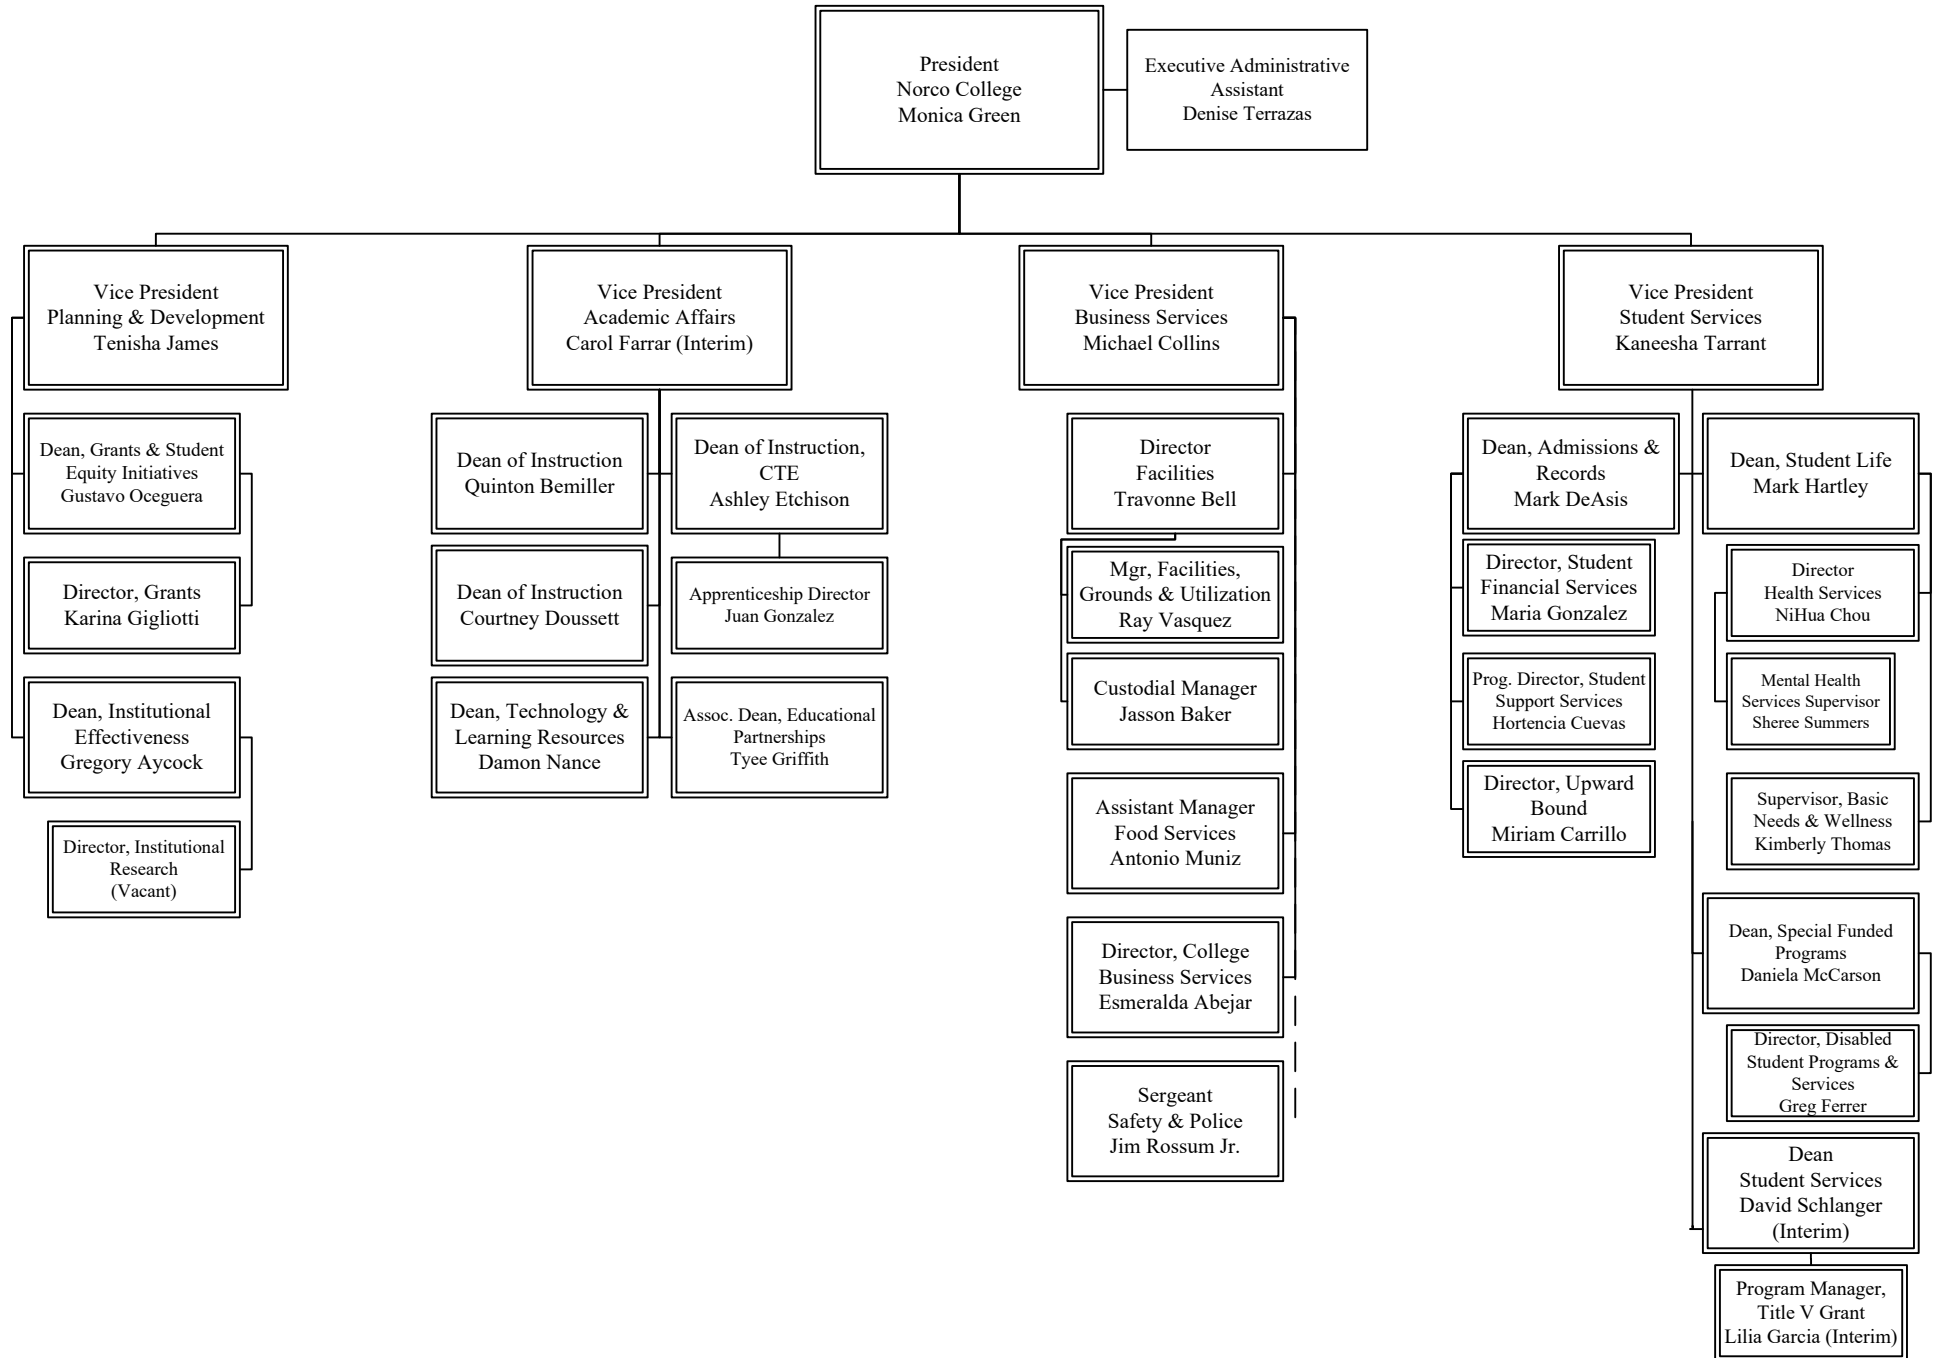 President
Norco College
Monica Green
Executive Administrative
Assistant
Denise Terrazas
Vice President
Planning & Development
Tenisha James
Vice President
Academic Affairs
Carol Farrar (Interim)
Vice President
Business Services
Michael Collins
Vice President
Student Services
Kaneesha Tarrant
Dean, Grants & Student
Equity Initiatives
Gustavo Oceguera
Director, Grants
Karina Gigliotti
Dean, Institutional
Effectiveness
Gregory Aycock
Director, Institutional
Research
(Vacant)
Dean of Instruction
Quinton Bemiller
Dean of Instruction,
CTE
Ashley Etchison
Dean of Instruction
Courtney Doussett
Apprenticeship Director
Juan Gonzalez
Dean, Technology &
Learning Resources
Damon Nance
Assoc. Dean, Educational
Partnerships
Tyee Griffith
Director
Facilities
Travonne Bell
Mgr, Facilities,
Grounds & Utilization
Ray Vasquez
Custodial Manager
Jasson Baker
Assistant Manager
Food Services
Antonio Muniz
Director, College
Business Services
Esmeralda Abejar
Sergeant
Safety & Police
Jim Rossum Jr.
Dean, Admissions &
Records
Mark DeAsis
Director, Student
Financial Services
Maria Gonzalez
Prog. Director, Student
Support Services
Hortencia Cuevas
Director, Upward
Bound
Miriam Carrillo
Dean, Student Life
Mark Hartley
Director
Health Services
NiHua Chou
Mental Health
Services Supervisor
Sheree Summers
Supervisor, Basic
Needs & Wellness
Kimberly Thomas
Dean, Special Funded
Programs
Daniela McCarson
Director, Disabled
Student Programs &
Services
Greg Ferrer
Dean
Student Services
David Schlanger
(Interim)
Program Manager,
Title V Grant
Lilia Garcia (Interim)